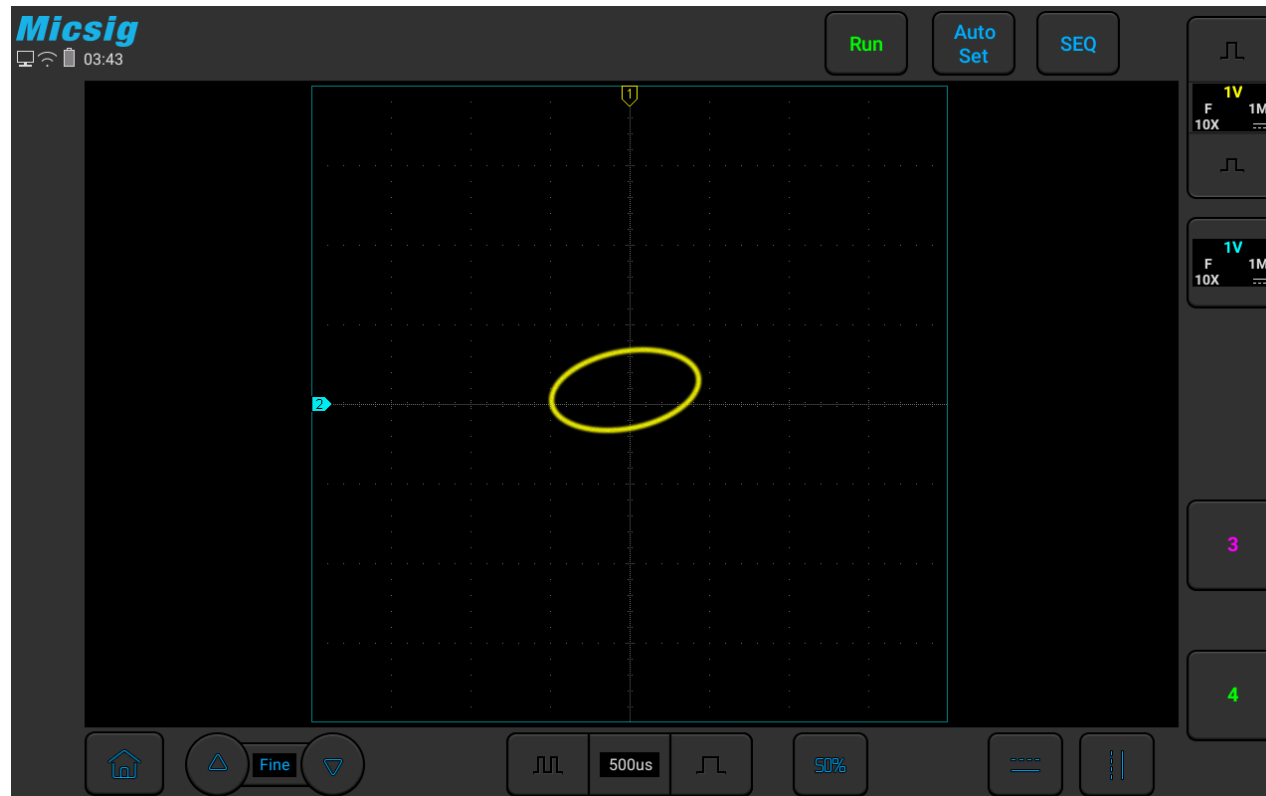 Micsig
03:43
Run
Auto
Set
SEQ
1
1V
F 1M
10X
2
1V
F 1M
10X
3
4
Fine
500us
50%